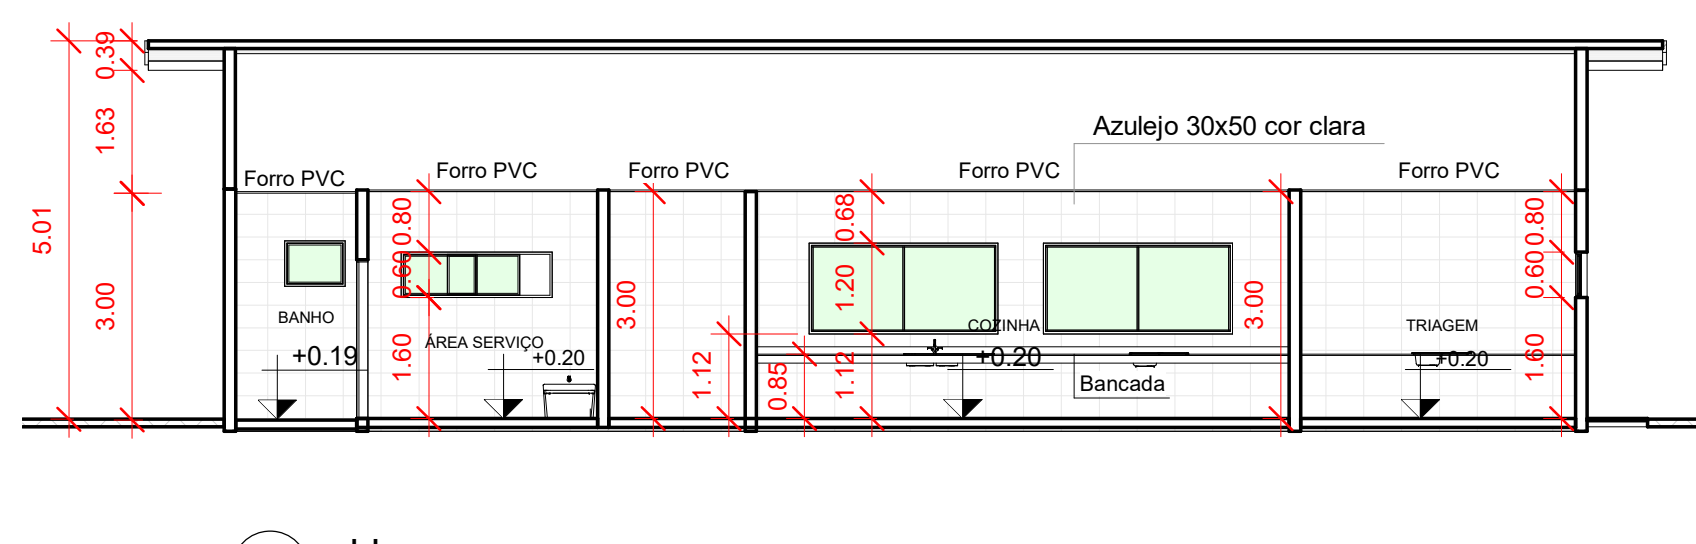 0.39
1.63
5.01
3.00
Azulejo 30x50 cor clara
Forro PVC
Forro PVC
Forro PVC
Forro PVC
Forro PVC
0.80
0.60
1.60
3.00
1.12
0.85
0.68
1.20
1.12
3.00
0.80
0.60
1.60
BANHO
+0.19
ÁREA SERVIÇO
+0.20
COZINHA
+0.20
Bancada
TRIAGEM
+0.20